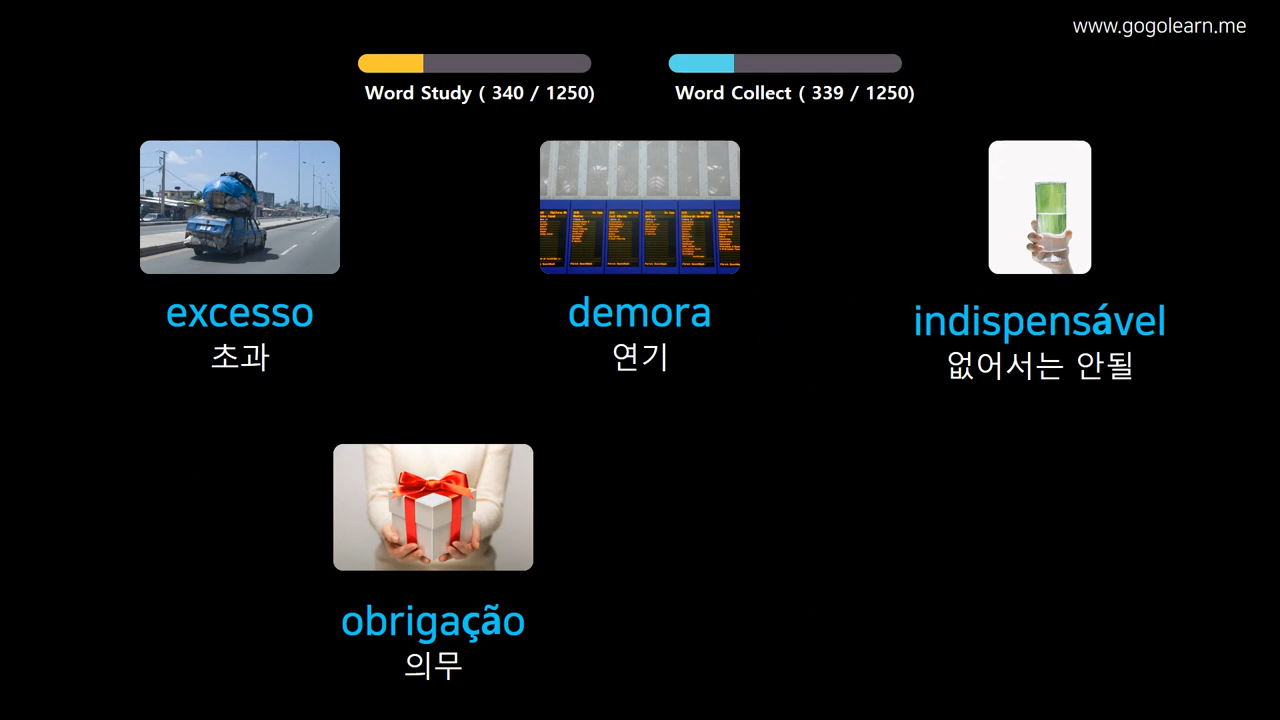 www.gogolearn.me
Word Study ( 340 / 1250)
Word Collect ( 339 / 1250)
excesso
초과
demora
연기
indispensável
없어서는 안될
obrigação
의무